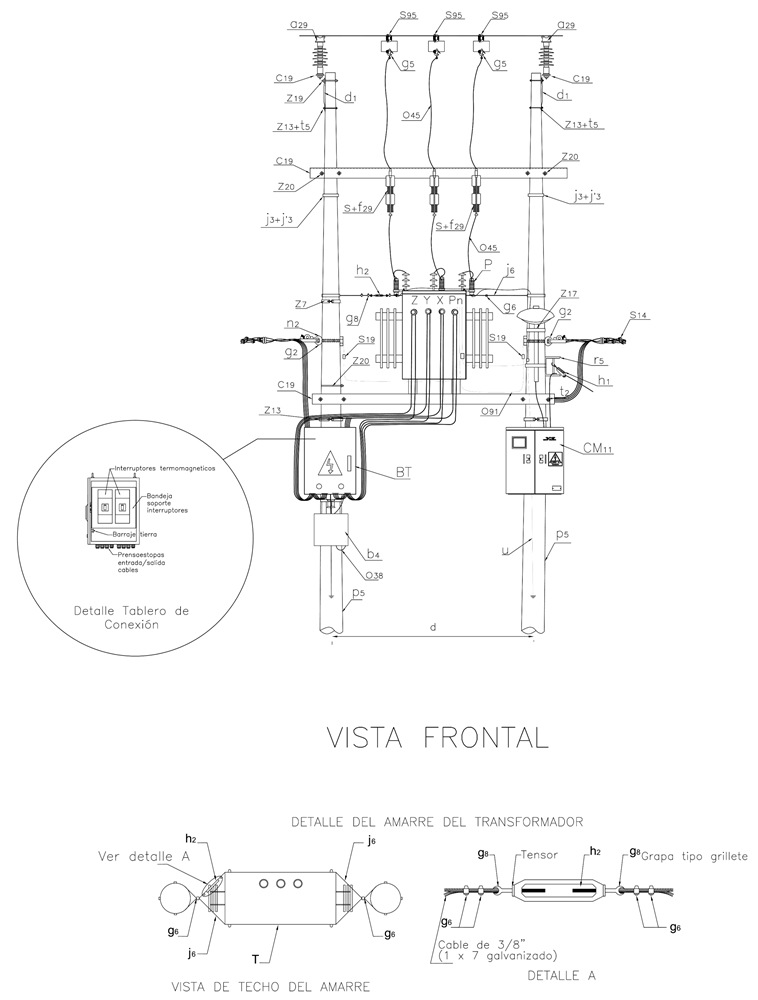 S95 S95 S95
a29 a29
g5 g5
C19 C19
Z19 d1 d1
O45
Z13+t5 Z13+t5
C19 Z20
Z20
j3+j'3 S+f29 S+f29 j3+j'3
O45
h2 P j6
Z7 g8 g6 Z17
Z Y X Pn
n2 g2 S14
g2 S19 S19
r5
Z20 h1
C19 t2
Z13 O91
BT CM11
Interruptores termomagneticos
Bandeja
soporte
interruptores
Barraje tierra
Prensaestopas
entrada/salida
cables
Detalle Tablero de
Conexión
u p5
b4
O38
p5
d
VISTA FRONTAL
DETALLE DEL AMARRE DEL TRANSFORMADOR
h2 j6
Ver detalle A
g6 g6
j6 T
VISTA DE TECHO DEL AMARRE
g8 Tensor h2 g8 Grapa tipo grillete
g6 g6
Cable de 3/8"
(1 x 7 galvanizado)
DETALLE A